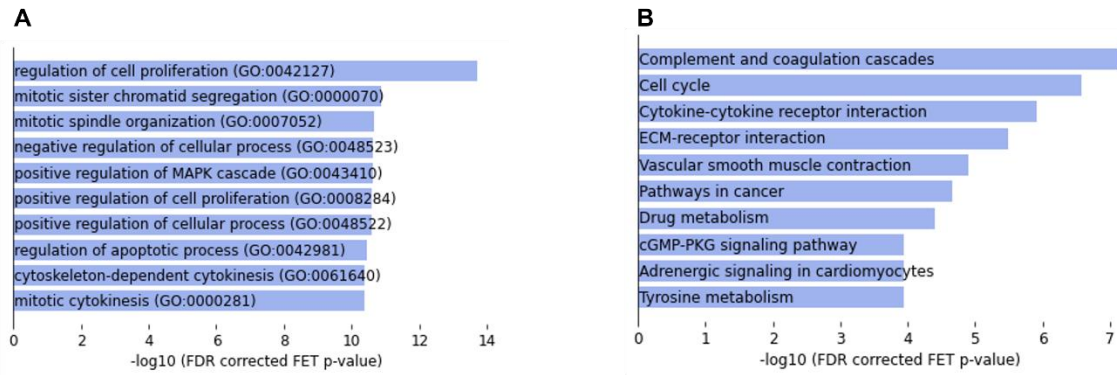 A
regulation of cell proliferation (GO:0042127)
mitotic sister chromatid segregation (GO:0000070)
mitotic spindle organization (GO:0007052)
negative regulation of cellular process (GO:0048523)
positive regulation of MAPK cascade (GO:0043410)
positive regulation of cell proliferation (GO:0008284)
positive regulation of cellular process (GO:0048522)
regulation of apoptotic process (GO:0042981)
cytoskeleton-dependent cytokinesis (GO:0061640)
mitotic cytokinesis (GO:0000281)
0 2 4 6 8 10 12 14
-log10 (FDR corrected FET p-value)
B
Complement and coagulation cascades
Cell cycle
Cytokine-cytokine receptor interaction
ECM-receptor interaction
Vascular smooth muscle contraction
Pathways in cancer
Drug metabolism
cGMP-PKG signaling pathway
Adrenergic signaling in cardiomyocytes
Tyrosine metabolism
0 1 2 3 4 5 6 7
-log10 (FDR corrected FET p-value)